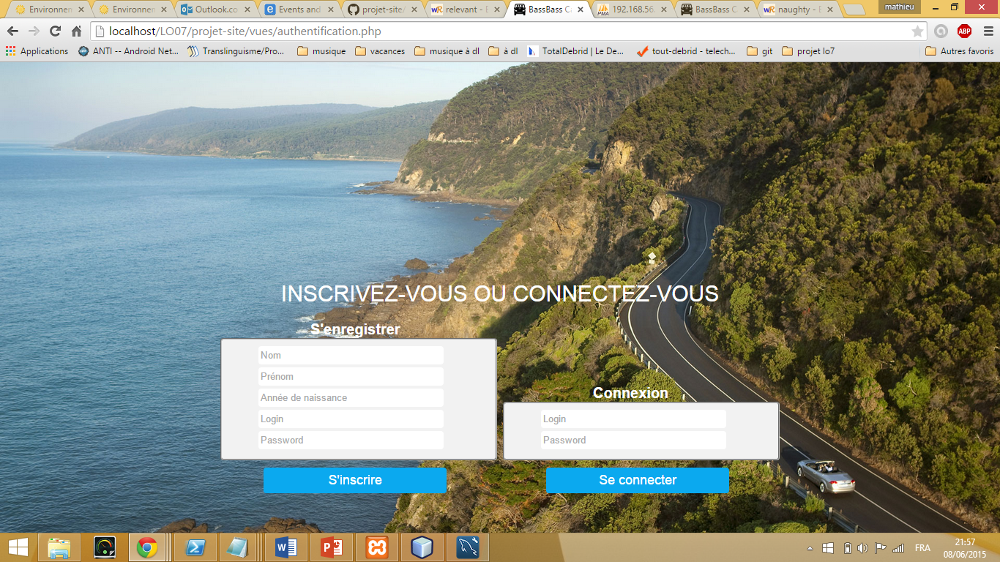 Environnen
Environnen
Outlook.co
Events and
projet-site/
relevant - E
BassBass C
192.168.56.
BassBass C
naughty - E
mathieu
localhost/LO07/projet-site/vues/authentification.php
ABP
Applications
ANTI -- Android Net...
Translinguisme/Pro...
musique
vacances
musique à dl
à dl
TotalDebrid | Le De...
tout-debrid - telech...
git
projet lo7
Autres favoris
INSCRIVEZ-VOUS OU CONNECTEZ-VOUS
S'enregistrer
Nom
Prénom
Année de naissance
Login
Password
S'inscrire
Connexion
Login
Password
Se connecter
FRA
21:57
08/06/2015